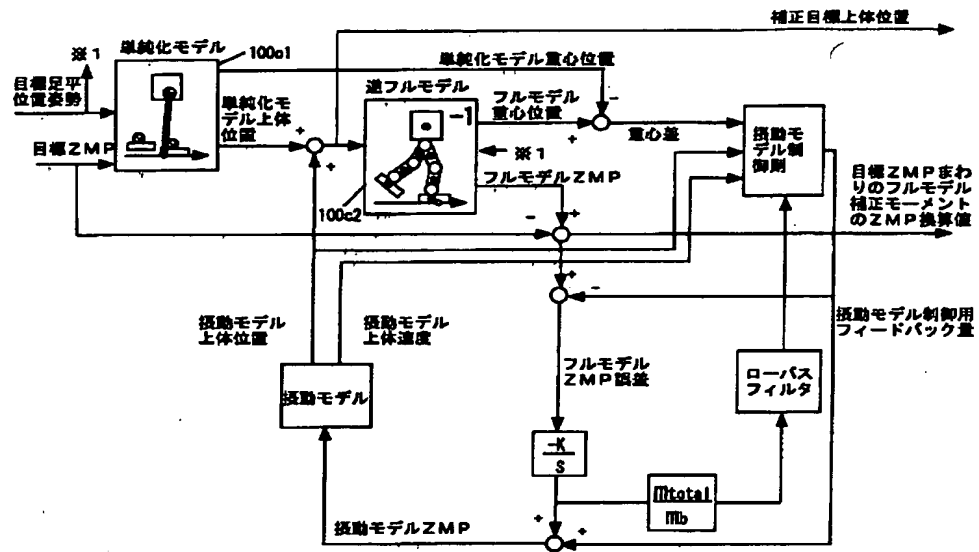 補正目標上体位置
※1
単純化モデル
100c1
単純化モデル重心位置
目標足平
位置姿勢
逆フルモデル
単純化モ
デル上体
位置
フルモデル
重心位置
-1
-
+
重心差
摂動モ
デル制
御則
目標ZMP
+
+
※1
フルモデルZMP
100c2
目標ZMPまわ
りのフルモデル
補正モーメント
のZMP換算値
-
+
+
-
摂動モデル
上体位置
摂動モデル
上体速度
摂動モデル制御用
フィードバック量
フルモデル
ZMP誤差
ローパス
フィルタ
摂動モデル
-K
S
mtotal
mb
摂動モデルZMP
+
+